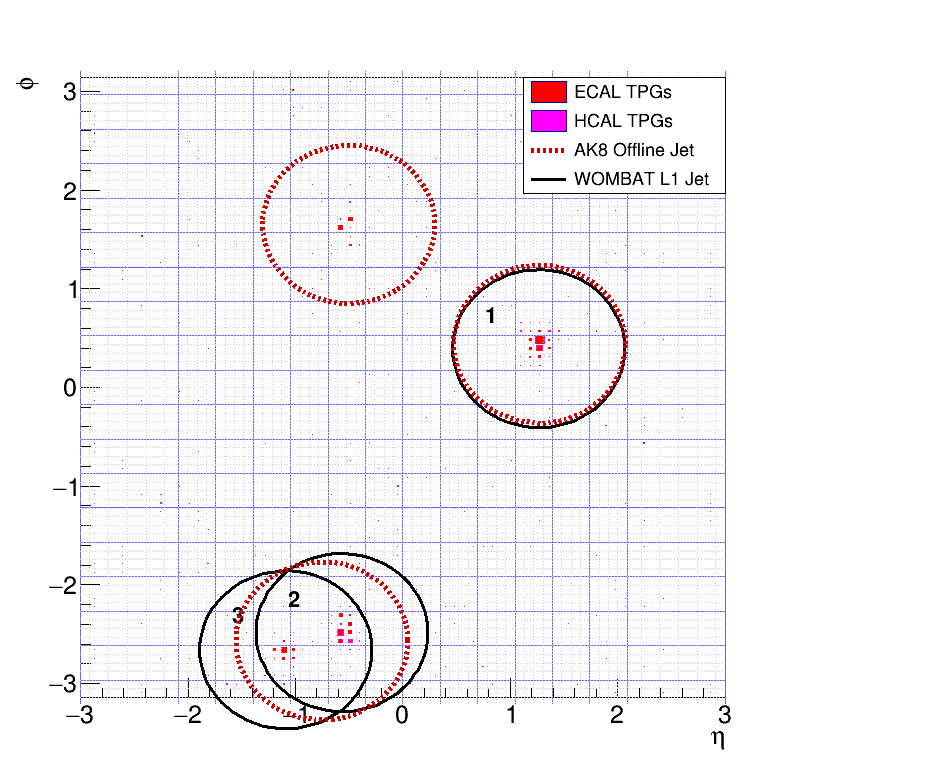 φ
3
ECAL TPGs
HCAL TPGs
AK8 Offline Jet
WOMBAT L1 Jet
2
1
1
0
−1
−2
2
3
−3
−3 −2 −1 0 1 2 3
η